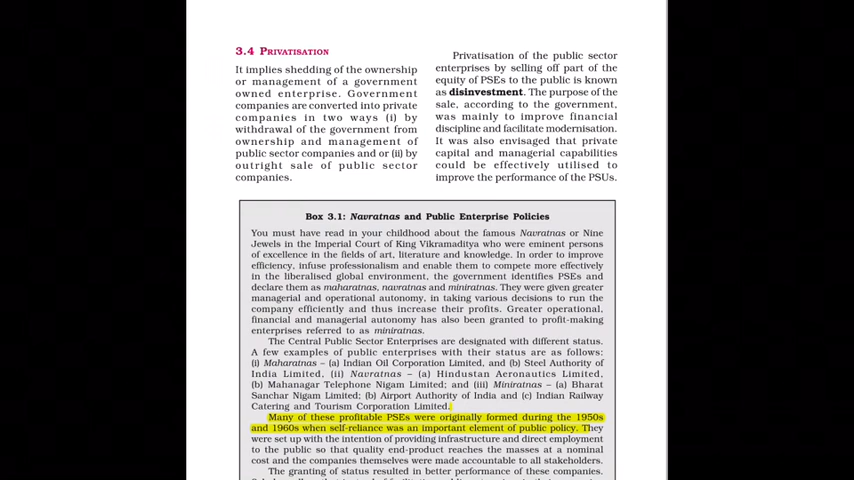 3.4 Privatisation
It implies shedding of the ownership
or management of a government
owned enterprise. Government
companies are converted into private
companies in two ways (i) by
withdrawal of the government from
ownership and management of
public sector companies and or (ii) by
outright sale of public sector
companies.
Privatisation of the public sector
enterprises by selling off part of the
equity of PSEs to the public is known
as disinvestment. The purpose of the
sale, according to the government,
was mainly to improve financial
discipline and facilitate modernisation.
It was also envisaged that private
capital and managerial capabilities
could be effectively utilised to
improve the performance of the PSUs.
Box 3.1: Navratnas and Public Enterprise Policies
You must have read in your childhood about the famous Navratnas or Nine
Jewels in the Imperial Court of King Vikramaditya who were eminent persons
of excellence in the fields of art, literature and knowledge. In order to improve
efficiency, infuse professionalism and enable them to compete more effectively
in the liberalised global environment, the government identifies PSEs and
declare them as maharatnas, navratnas and miniratnas. They were given greater
managerial and operational autonomy, in taking various decisions to run the
company efficiently and thus increase their profits. Greater operational,
financial and managerial autonomy has also been granted to profit-making
enterprises referred to as miniratnas.
The Central Public Sector Enterprises are designated with different status.
A few examples of public enterprises with their status are as follows:
(i) Maharatnas – (a) Indian Oil Corporation Limited, and (b) Steel Authority of
India Limited, (ii) Navratnas – (a) Hindustan Aeronautics Limited,
(b) Mahanagar Telephone Nigam Limited; and (iii) Miniratnas – (a) Bharat
Sanchar Nigam Limited; (b) Airport Authority of India and (c) Indian Railway
Catering and Tourism Corporation Limited.
Many of these profitable PSEs were originally formed during the 1950s
and 1960s when self-reliance was an important element of public policy. They
were set up with the intention of providing infrastructure and direct employment
to the public so that quality end-product reaches the masses at a nominal
cost and the companies themselves were made accountable to all stakeholders.
The granting of status resulted in better performance of these companies.